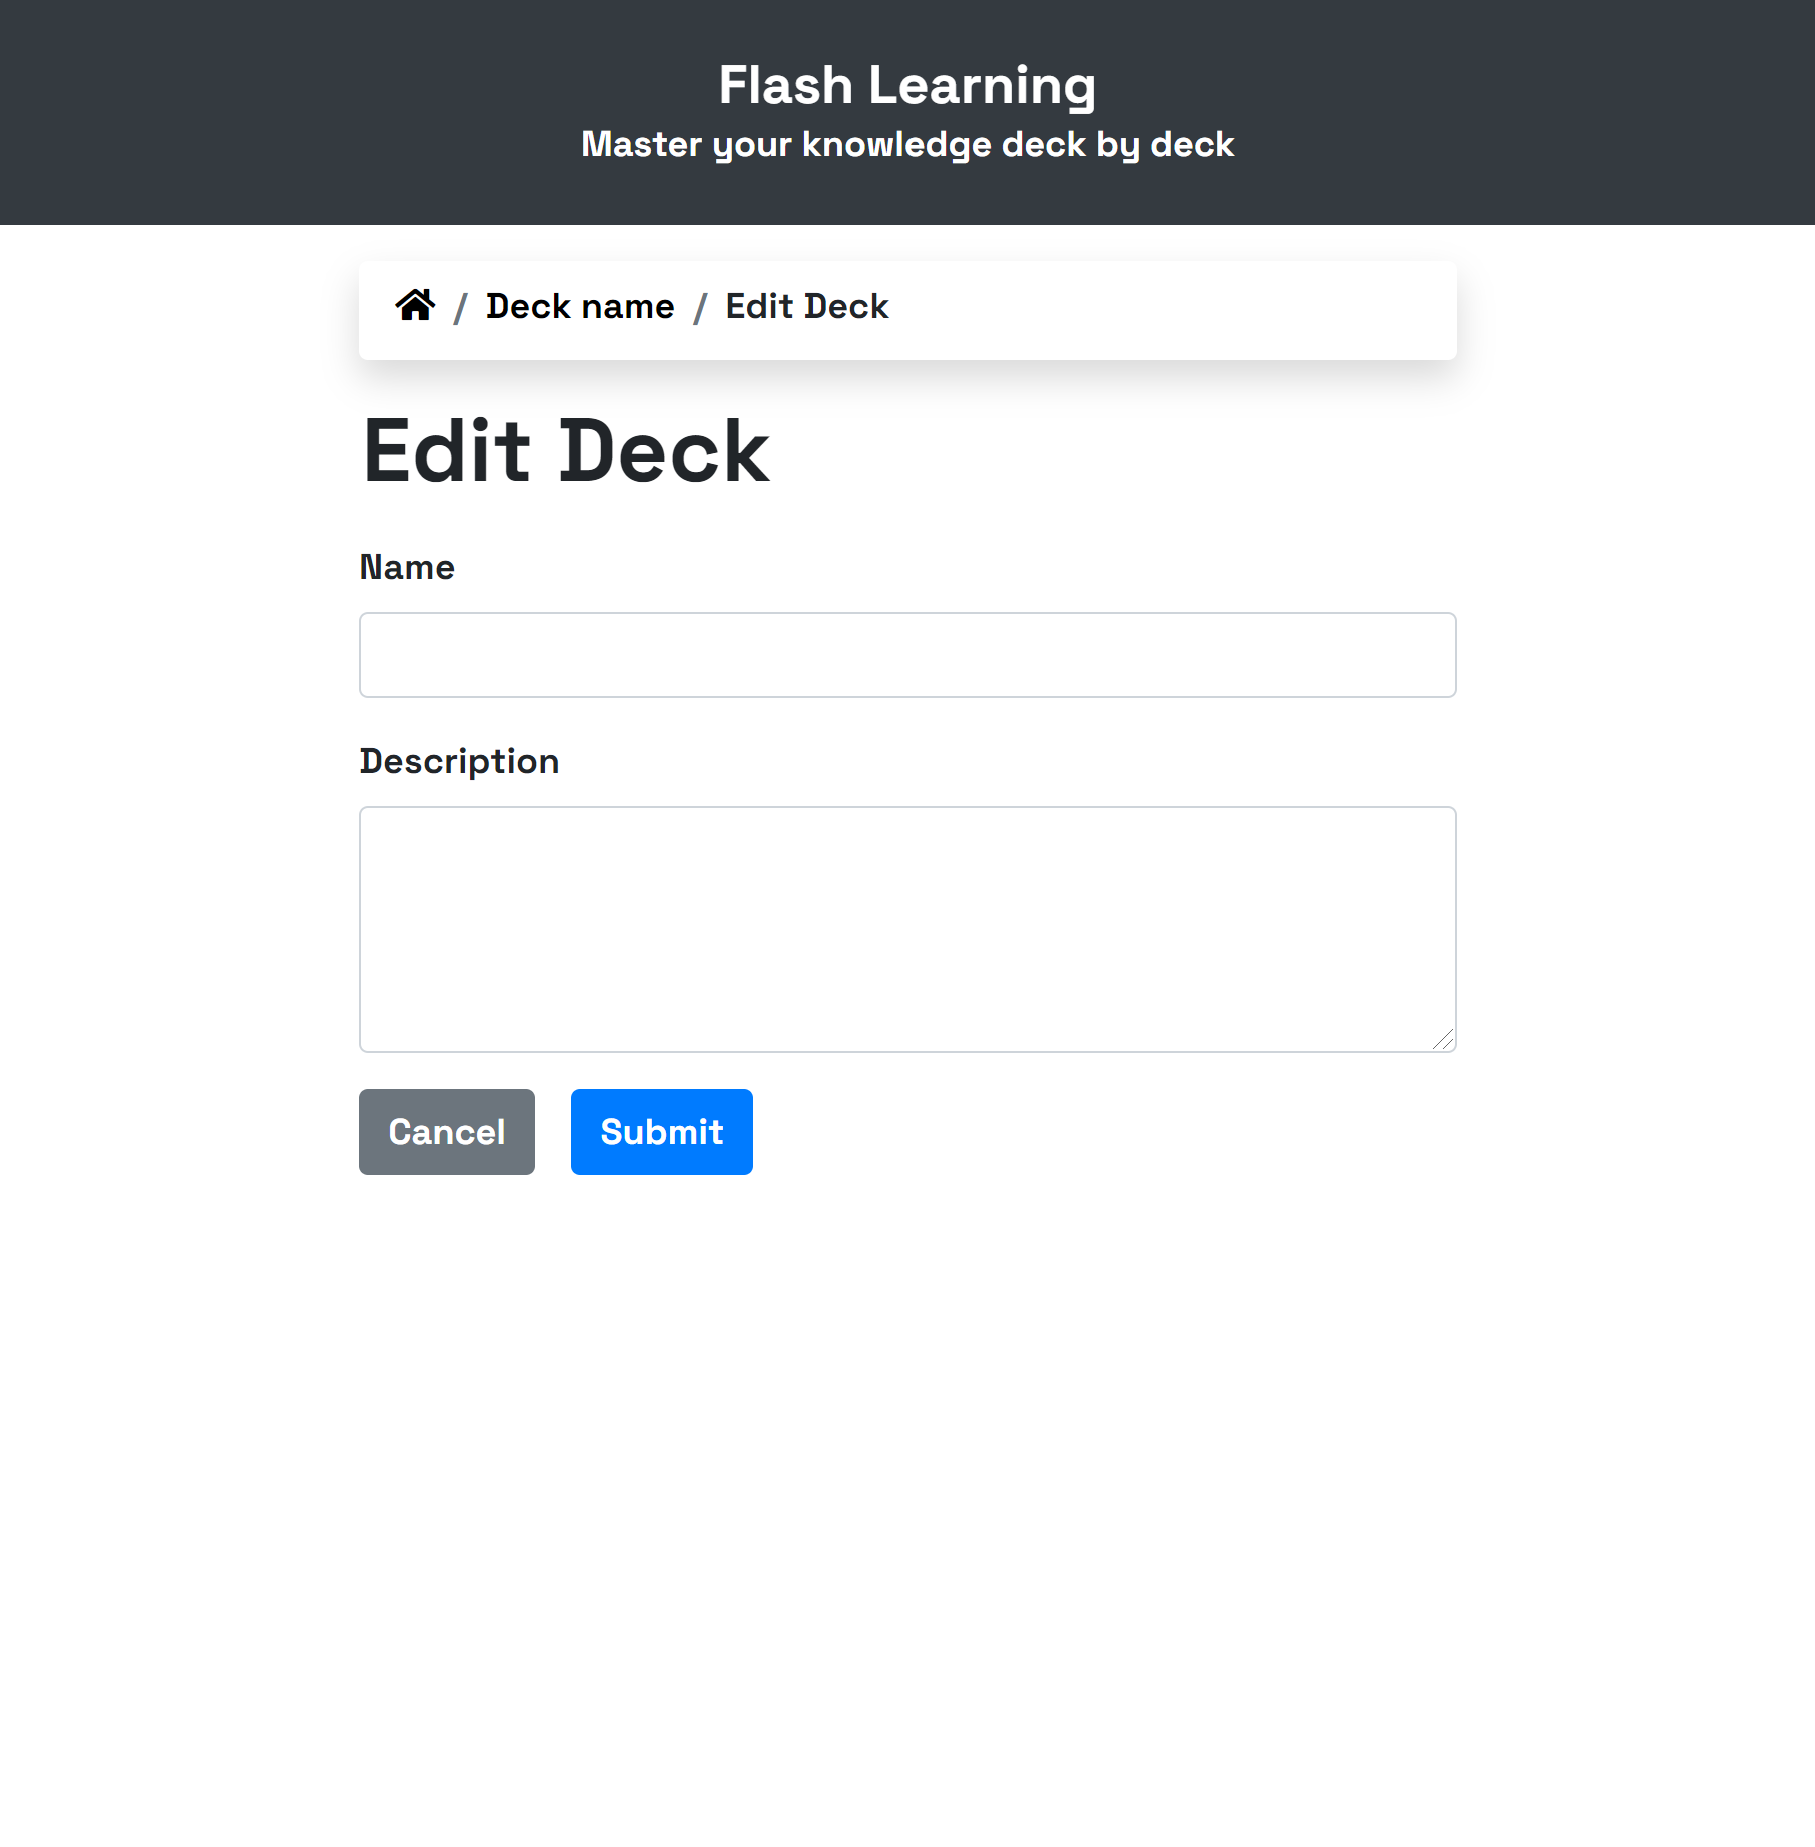 Flash Learning
Master your knowledge deck by deck
/ Deck name / Edit Deck
Edit Deck
Name
Description
Cancel Submit